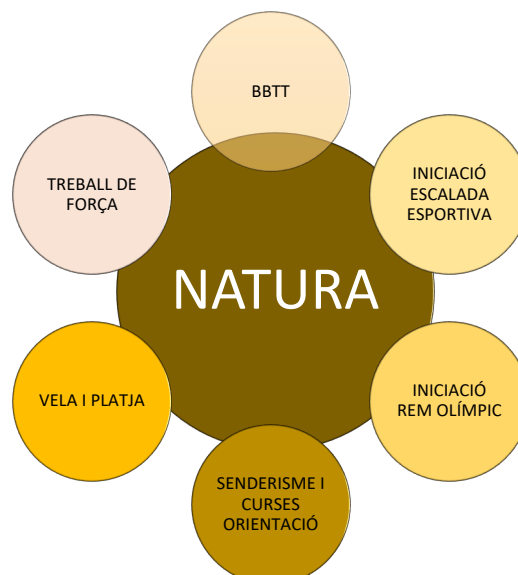 BBTT
INICIACIÓ
ESCALADA
ESPORTIVA
INICIACIÓ
REM OLÍMPIC
SENDERISME I
CURSES
ORIENTACIÓ
VELA I PLATJA
TREBALL DE
FORÇA
NATURA